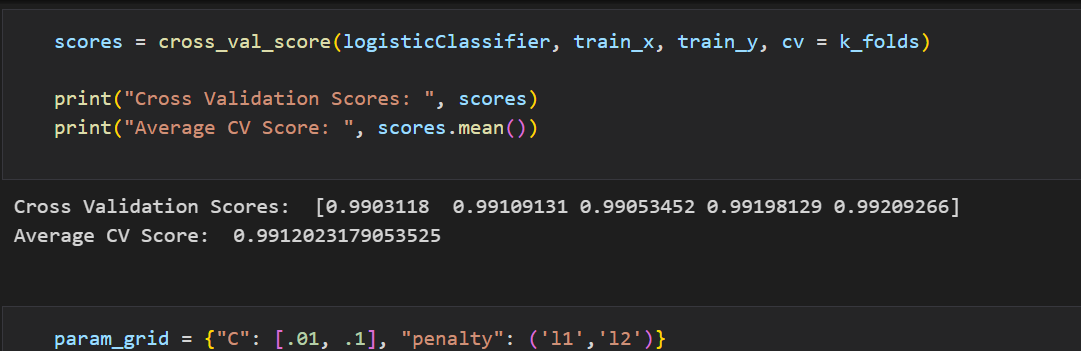 scores = cross_val_score(logisticClassifier, train_x, train_y, cv = k_folds)
print("Cross Validation Scores: ", scores)
print("Average CV Score: ", scores.mean())
Cross Validation Scores:  [0.9903118  0.99109131 0.99053452 0.99198129 0.99209266]
Average CV Score:  0.9912023179053525
param_grid = {"C": [.01, .1], "penalty": ('l1','l2')}